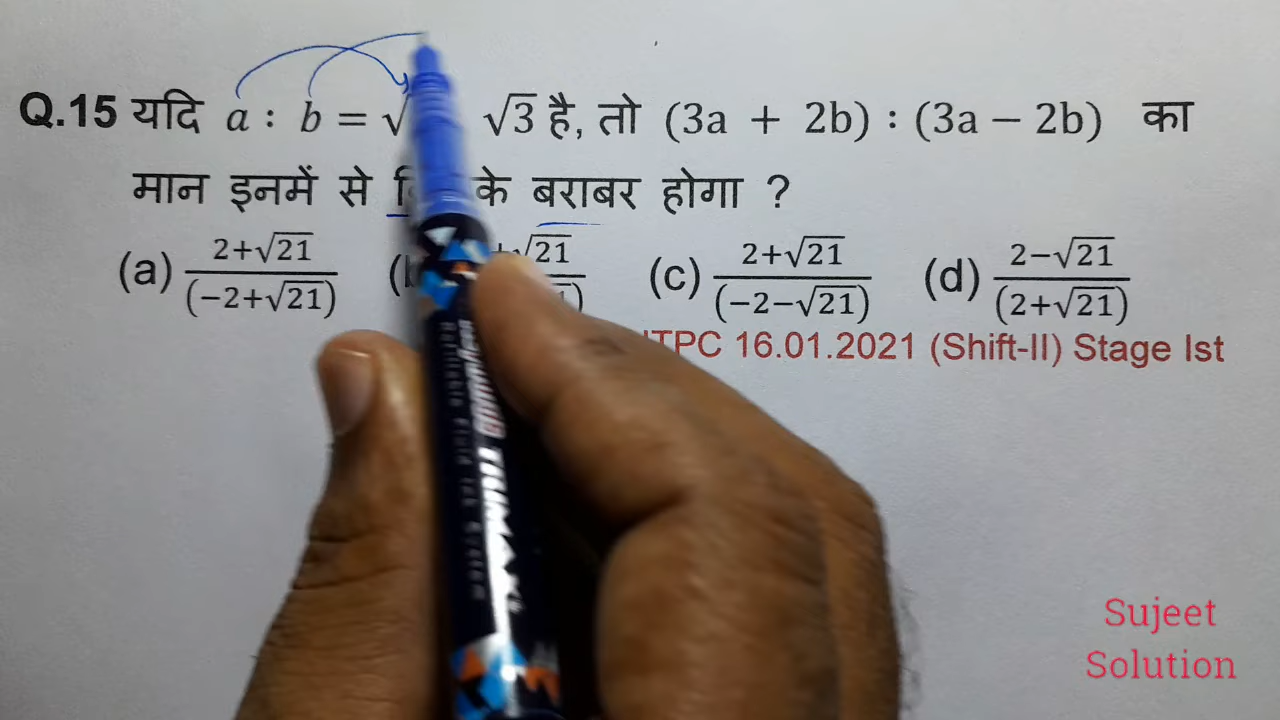 Q.15 यदि a : b = √ √3 है, तो (3a + 2b) : (3a − 2b) का
मान इनमें से के बराबर होगा ?
(a) 2+√21/(−2+√21) √21 (c) 2+√21/(−2−√21) (d) 2−√21/(2+√21)
NTPC 16.01.2021 (Shift-II) Stage Ist
Sujeet
Solution